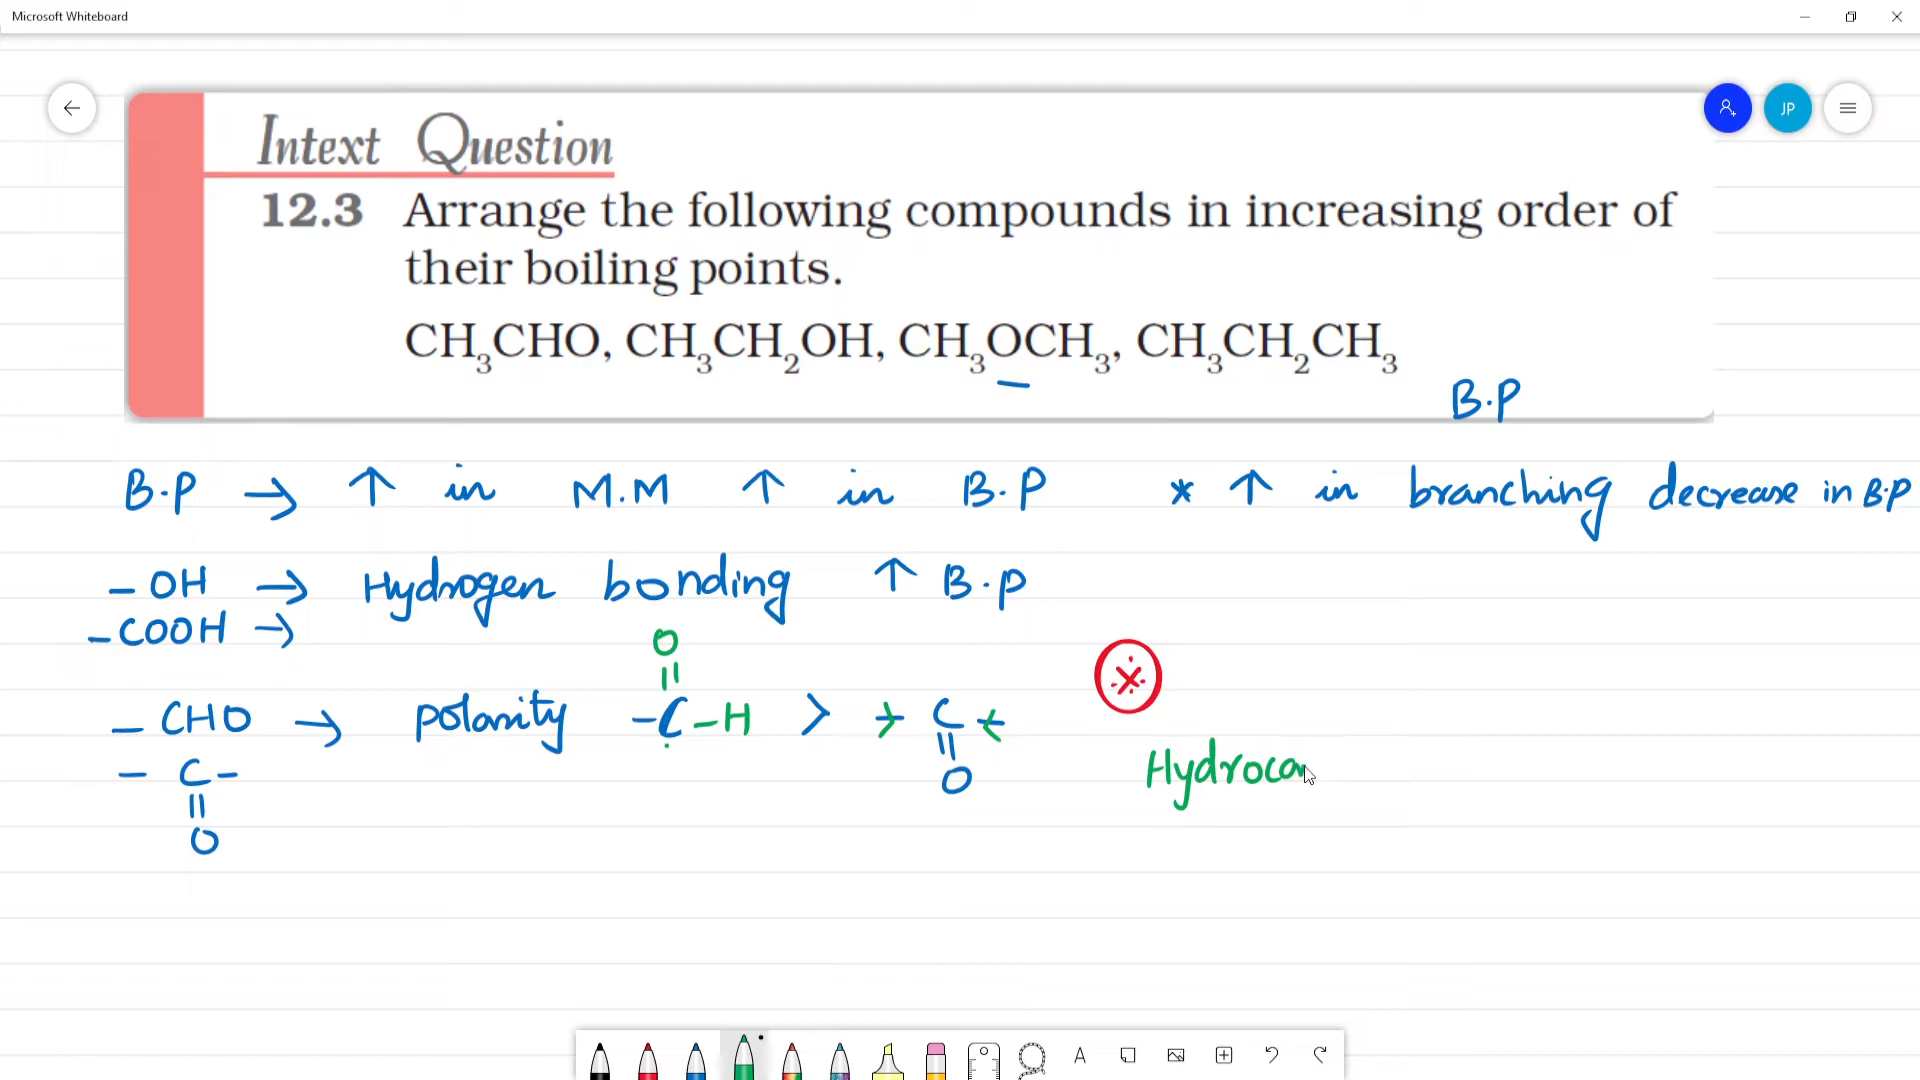 Microsoft Whiteboard
JP
Intext Question
12.3 Arrange the following compounds in increasing order of
their boiling points.
CH₃CHO, CH₃CH₂OH, CH₃OCH₃, CH₃CH₂CH₃
B.P
B.P → ↑ in M.M ↑ in B.P * ↑ in branching decrease in B.P
– OH → Hydrogen bonding ↑ B.P
– COOH →
O
||
– CHO → polarity –C–H > + C +
||
O
– C –
||
O
Hydroca
A